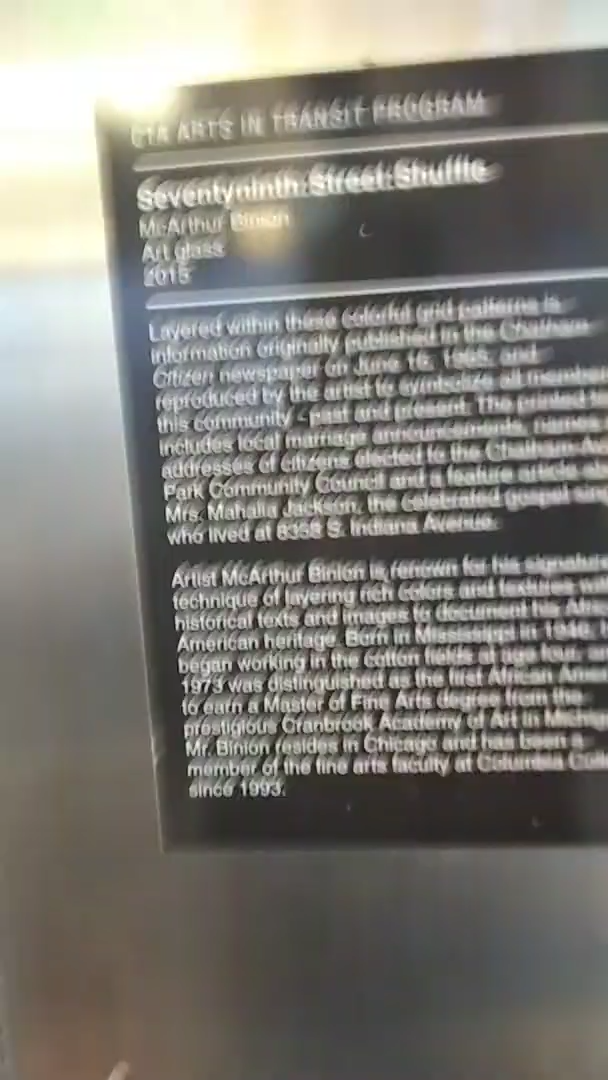 CTA ARTS IN TRANSIT PROGRAM
Seventyninth Street Shuffle
McArthur Binion
Art glass
2015
Layered within these colorful grid patterns is
information originally published in the Chatham
Citizen newspaper on June 16, and
reproduced by the artist to symbolize all
this community - past and present. The printed
includes local marriage announcements,
addresses of citizens elected to the Chatham
Park Community Council and a feature article
Mrs. Mahalia Jackson, the celebrated gospel
who lived at 8358 S. Indiana Avenue.
Artist McArthur Binion is renown for his signature
technique of layering rich colors and textures
historical texts and images to document his
American heritage. Born in Mississippi in
began working in the cotton fields at age four,
1973 was distinguished as the first African
to earn a Master of Fine Arts degree from the
prestigious Cranbrook Academy of Art in
Mr. Binion resides in Chicago and has been a
member of the fine arts faculty at Columbia
since 1993.